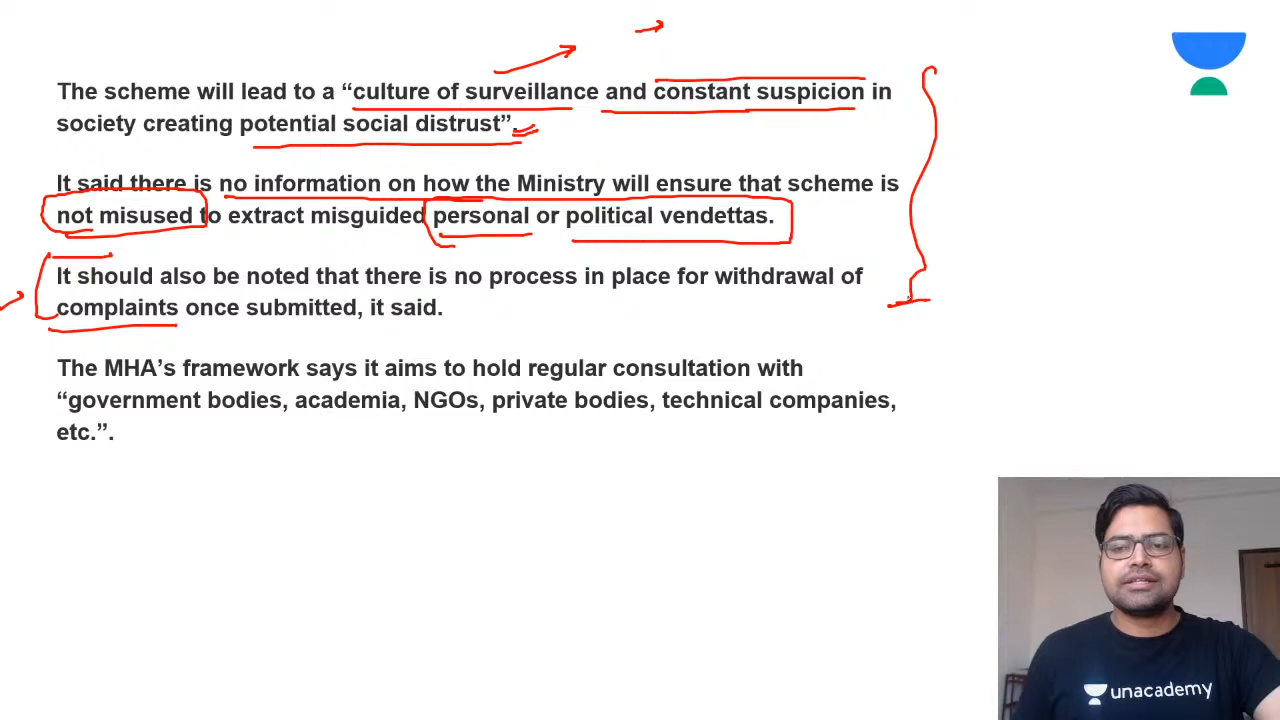 The scheme will lead to a “culture of surveillance and constant suspicion in
society creating potential social distrust”.
It said there is no information on how the Ministry will ensure that scheme is
not misused to extract misguided personal or political vendettas.
It should also be noted that there is no process in place for withdrawal of
complaints once submitted, it said.
The MHA’s framework says it aims to hold regular consultation with
“government bodies, academia, NGOs, private bodies, technical companies,
etc.”.
unacademy